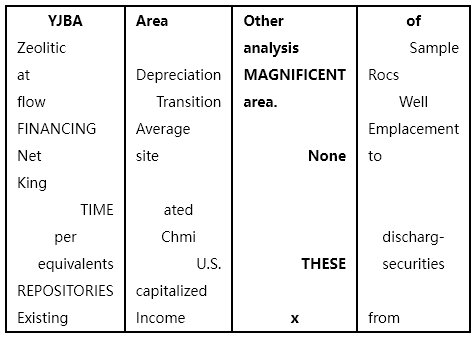 YJBA Area Other of
Zeolitic analysis Sample
at Depreciation MAGNIFICENT Rocs
flow Transition area. Well
FINANCING Average Emplacement
Net site None to
King
TIME ated
per Chmi discharg-
equivalents U.S. THESE securities
REPOSITORIES capitalized
Existing Income x from